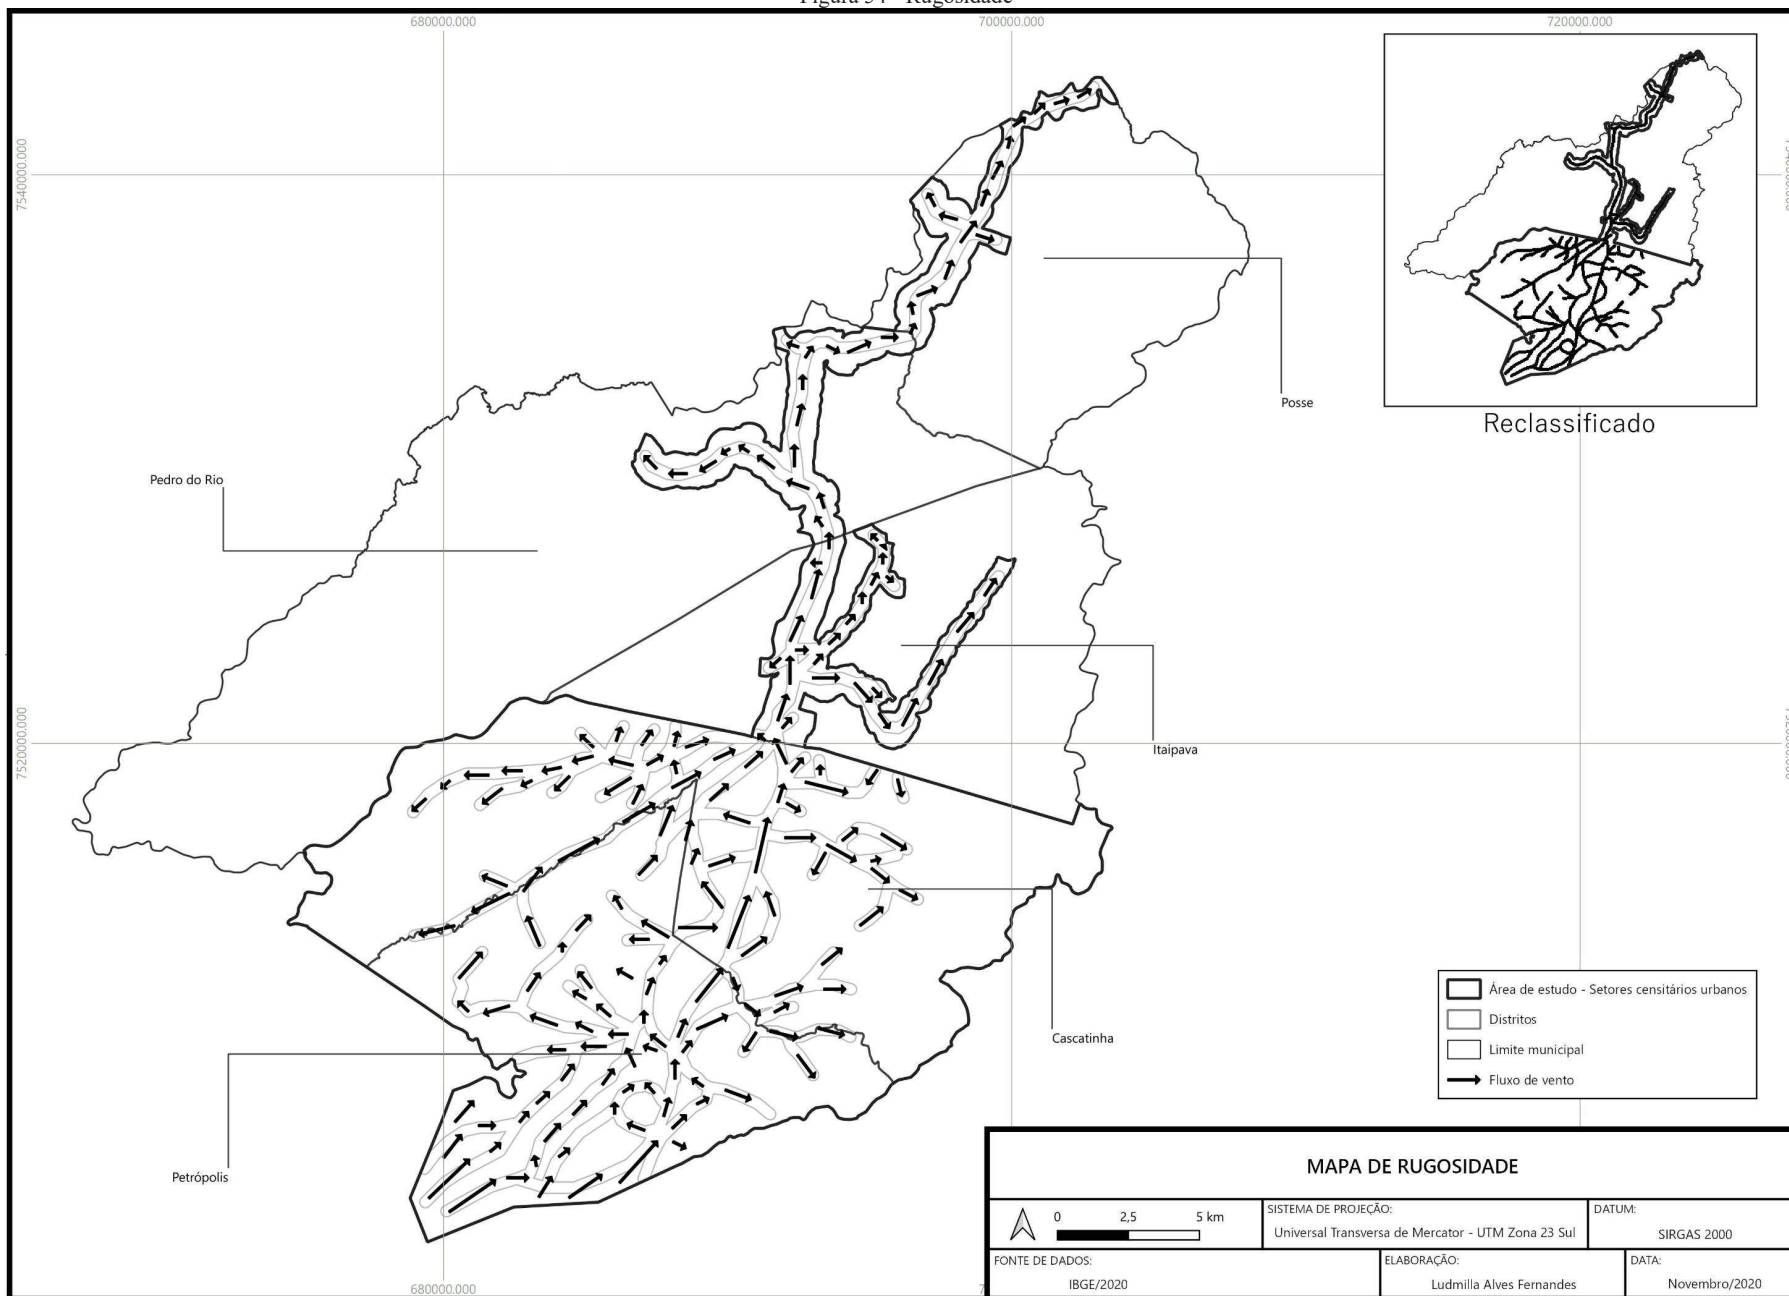 680000.000
700000.000
720000.000
7540000.000
Reclassificado
Posse
Pedro do Rio
7520000.000
Itaipava
Cascatinha
Petrópolis
Área de estudo - Setores censitários urbanos
Distritos
Limite municipal
Fluxo de vento
MAPA DE RUGOSIDADE
0 2,5 5 km
SISTEMA DE PROJEÇÃO:
Universal Transversa de Mercator - UTM Zona 23 Sul
DATUM:
SIRGAS 2000
FONTE DE DADOS:
IBGE/2020
ELABORAÇÃO:
Ludmilla Alves Fernandes
DATA:
Novembro/2020
680000.000